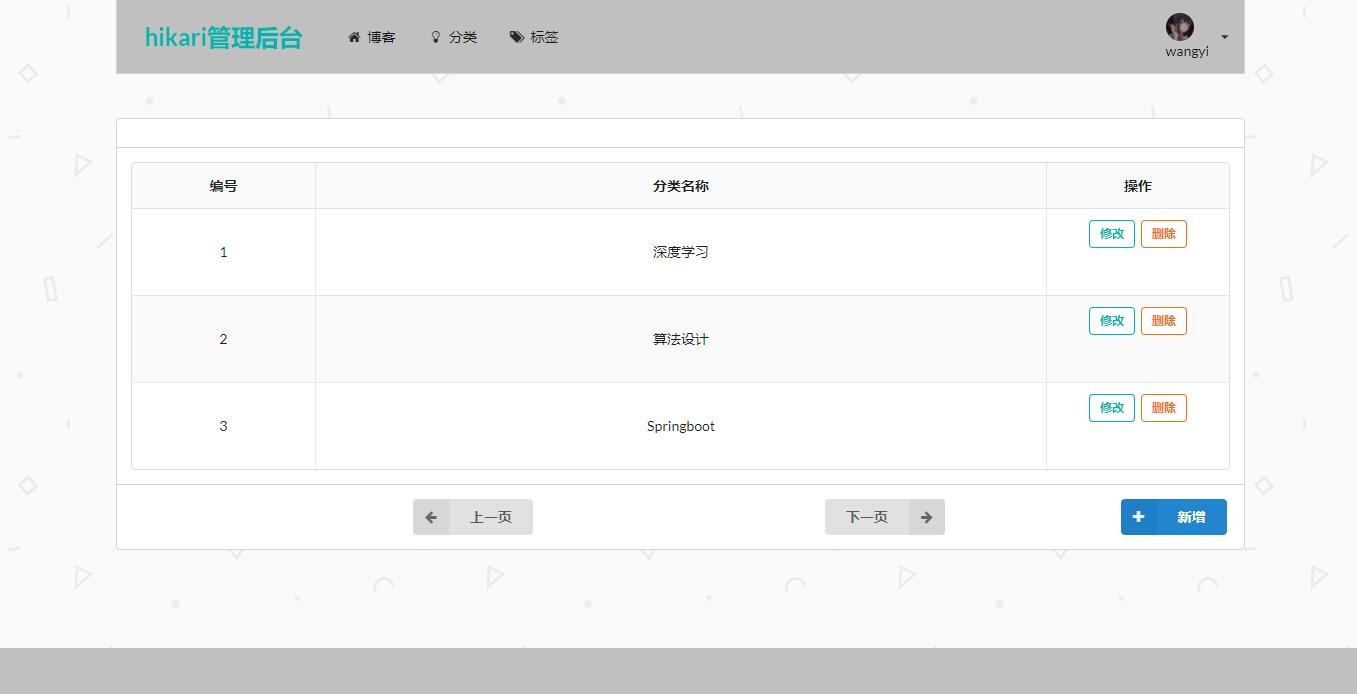 hikari管理后台 博客 分类 标签
wangyi
编号 分类名称 操作
1 深度学习 修改 删除
2 算法设计 修改 删除
3 Springboot 修改 删除
上一页 下一页 新增